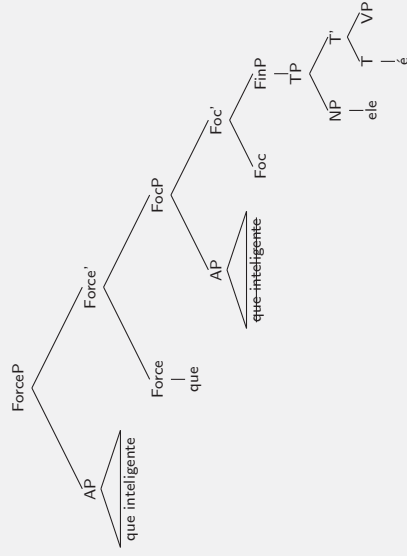 ForceP
AP
que inteligente
Force'
Force
que
FocP
AP
que inteligente
Foc'
Foc
FinP
TP
NP
ele
T'
T
é
VP